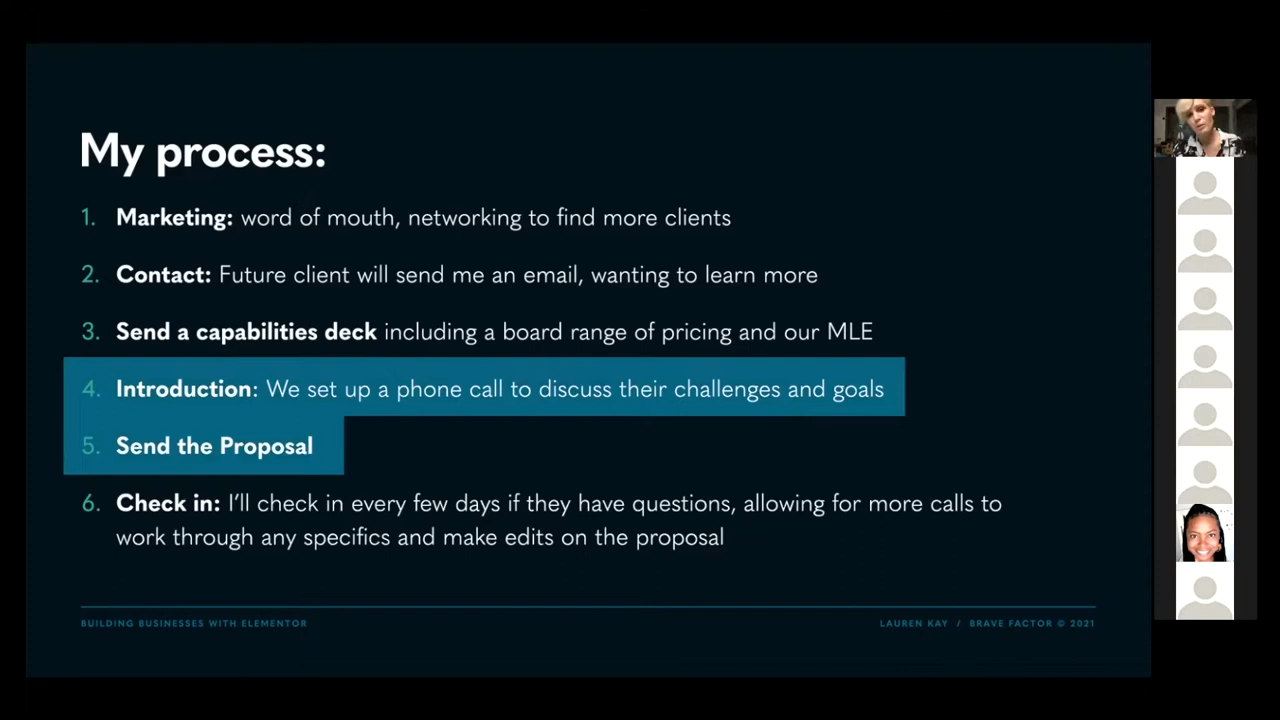 My process:
1. Marketing: word of mouth, networking to find more clients
2. Contact: Future client will send me an email, wanting to learn more
3. Send a capabilities deck including a board range of pricing and our MLE
4. Introduction: We set up a phone call to discuss their challenges and goals
5. Send the Proposal
6. Check in: I'll check in every few days if they have questions, allowing for more calls to
work through any specifics and make edits on the proposal
BUILDING BUSINESSES WITH ELEMENTOR
LAUREN KAY / BRAVE FACTOR © 2021